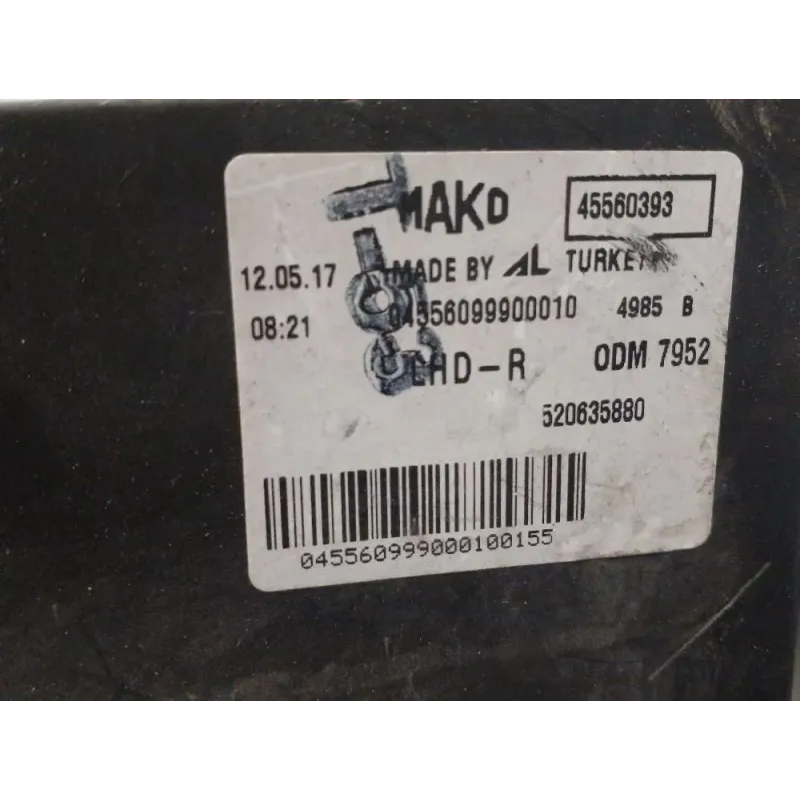 MAKO 45560393
12.05.17 MADE BY AL TURKEY
08:21 04556099900010 4985 B
LHD-R ODM 7952
520635880
045560999000100155